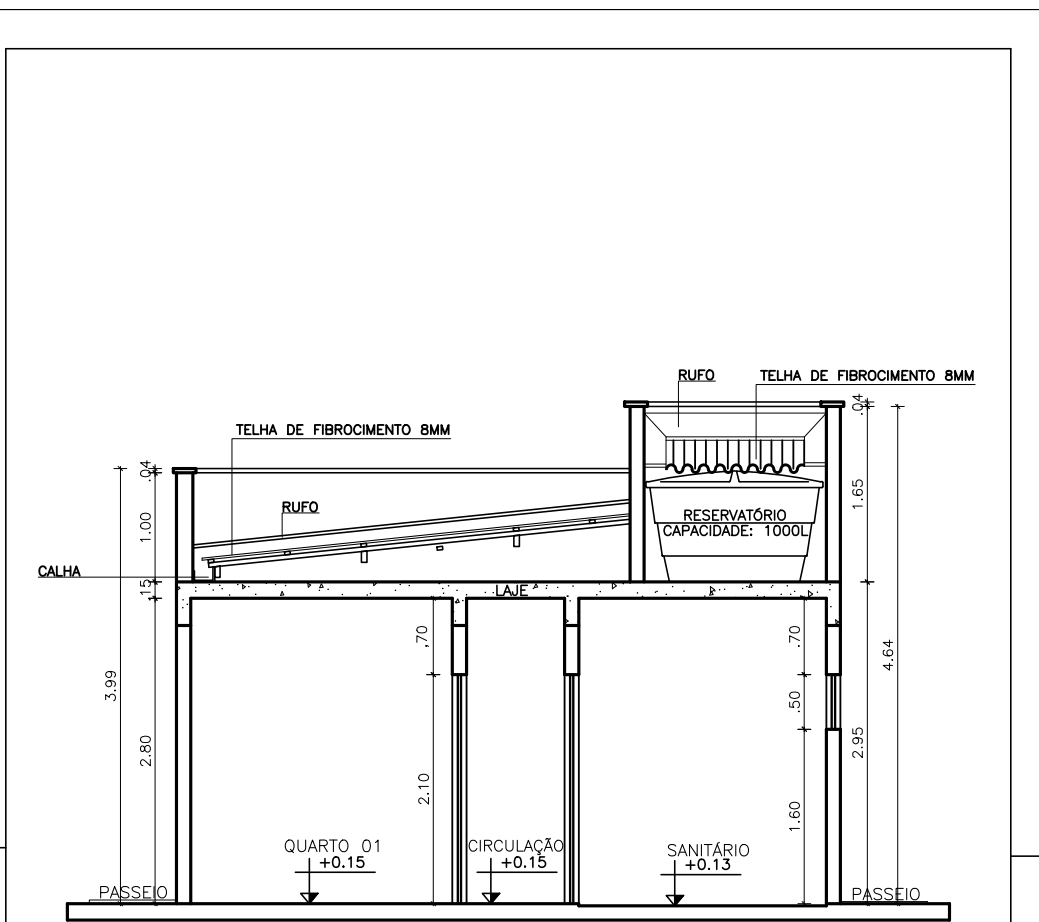 RUFO
TELHA DE FIBROCIMENTO 8MM
.04
TELHA DE FIBROCIMENTO 8MM
.04
1.65
RUFO
RESERVATÓRIO
CAPACIDADE: 1000L
1.00
CALHA
.15
LAJE
,70
.70
4.64
3.99
.50
2.80
2.95
2.10
1.60
QUARTO 01
+0.15
CIRCULAÇÃO
+0.15
SANITÁRIO
+0.13
PASSEIO
PASSEIO